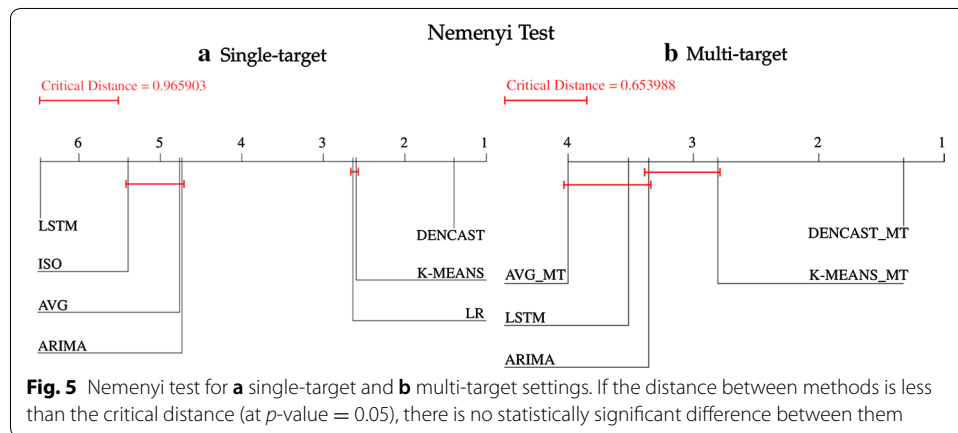 Nemenyi Test
a Single-target
Critical Distance = 0.965903
6 5 4 3 2 1
LSTM
ISO
AVG
ARIMA
DENCAST
K-MEANS
LR
b Multi-target
Critical Distance = 0.653988
4 3 2 1
AVG_MT
LSTM
ARIMA
DENCAST_MT
K-MEANS_MT
Fig. 5 Nemenyi test for a single-target and b multi-target settings. If the distance between methods is less
than the critical distance (at p-value = 0.05), there is no statistically significant difference between them